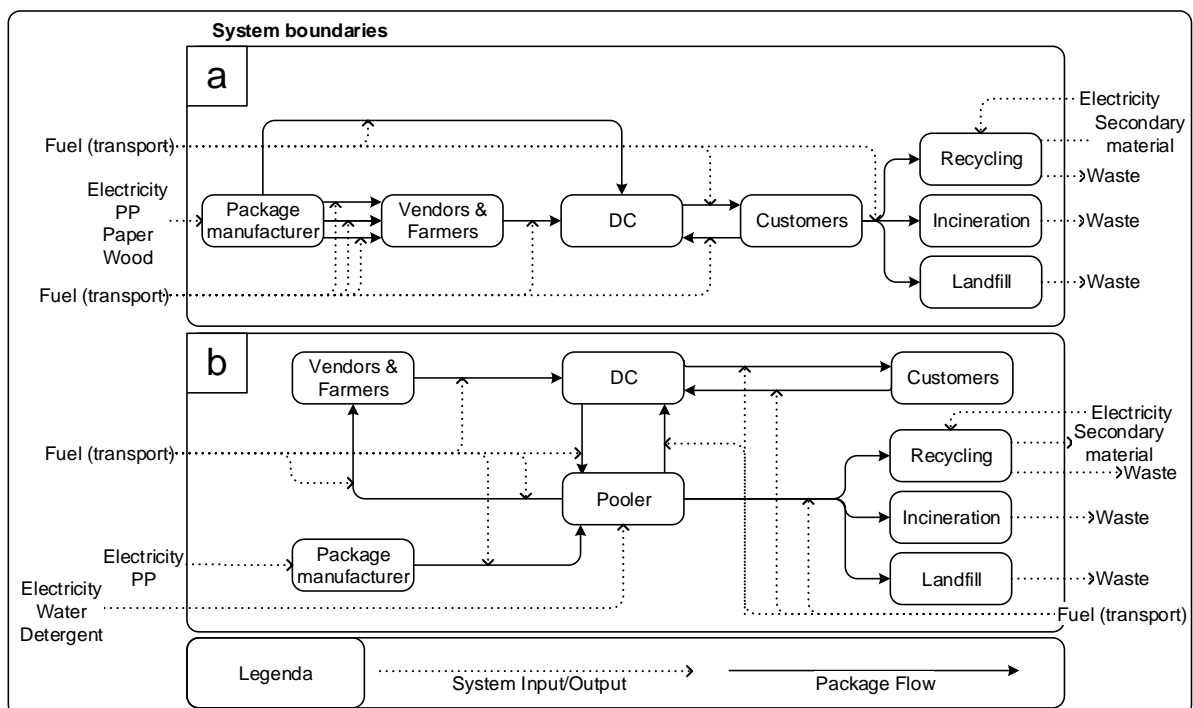 System boundaries
a
Fuel (transport)
Electricity
PP
Paper
Wood
Fuel (transport)
Package
manufacturer
Vendors &
Farmers
DC
Customers
Recycling
Incineration
Landfill
Electricity
Secondary
material
Waste
Waste
Waste
b
Vendors &
Farmers
DC
Customers
Fuel (transport)
Pooler
Package
manufacturer
Electricity
PP
Electricity
Water
Detergent
Recycling
Incineration
Landfill
Electricity
Secondary
material
Waste
Waste
Waste
Fuel (transport)
Legenda
System Input/Output
Package Flow